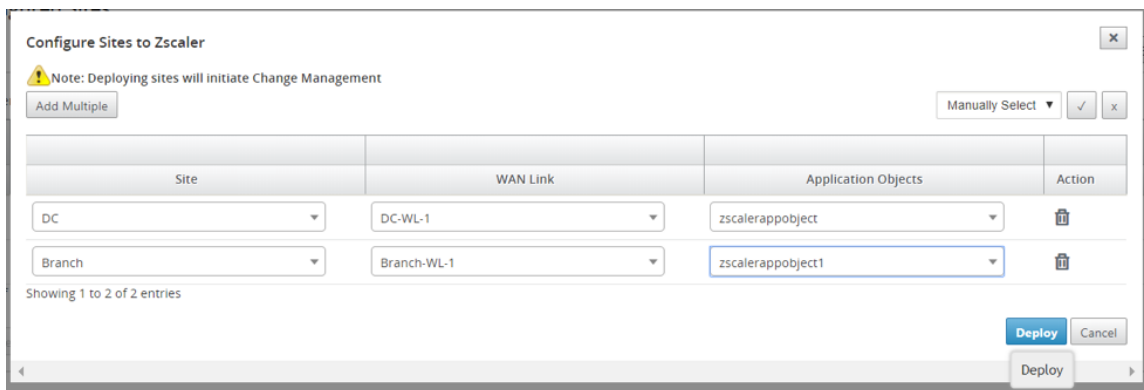 Configure Sites to Zscaler
x
Note: Deploying sites will initiate Change Management
Add Multiple
Manually Select
✓
x
Site WAN Link Application Objects Action
DC DC-WL-1 zscalerappobject
Branch Branch-WL-1 zscalerappobject1
Showing 1 to 2 of 2 entries
Deploy Cancel
Deploy